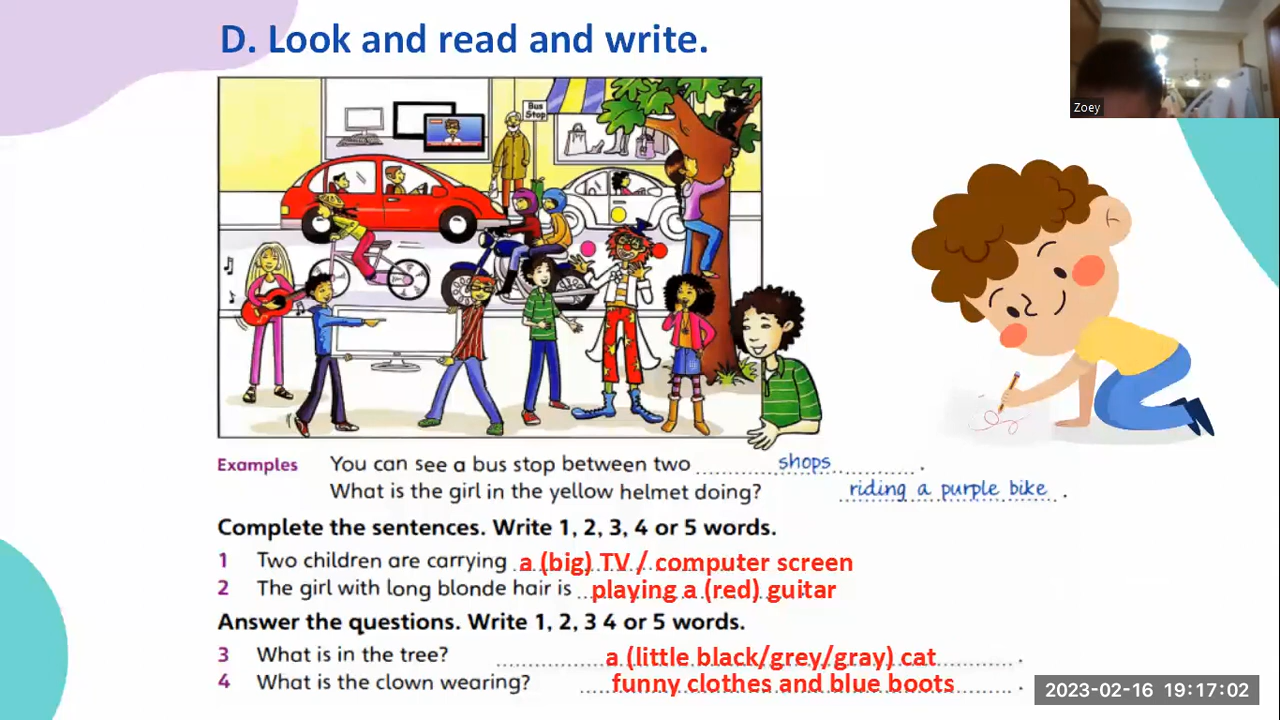 D. Look and read and write.
Zoey
Bus
Stop
Examples You can see a bus stop between two shops .
What is the girl in the yellow helmet doing? riding a purple bike .
Complete the sentences. Write 1, 2, 3, 4 or 5 words.
1 Two children are carrying a (big) TV / computer screen
2 The girl with long blonde hair is playing a (red) guitar
Answer the questions. Write 1, 2, 3 4 or 5 words.
3 What is in the tree? a (little black/grey/gray) cat .
4 What is the clown wearing? funny clothes and blue boots .
2023-02-16 19:17:02